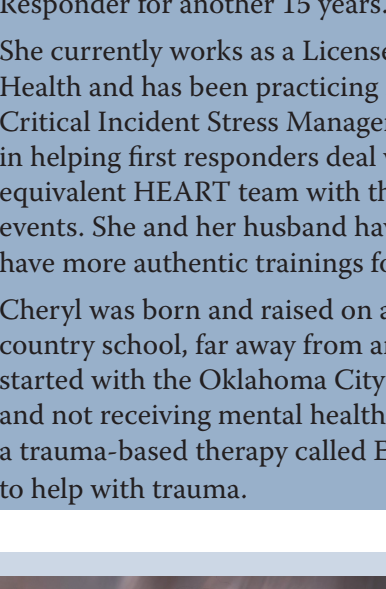 Responder for another 15 years.
She currently works as a License
Health and has been practicing
Critical Incident Stress Manage
in helping first responders deal
equivalent HEART team with th
events. She and her husband hav
have more authentic trainings fo
Cheryl was born and raised on a
country school, far away from a
started with the Oklahoma City
and not receiving mental health
a trauma-based therapy called E
to help with trauma.